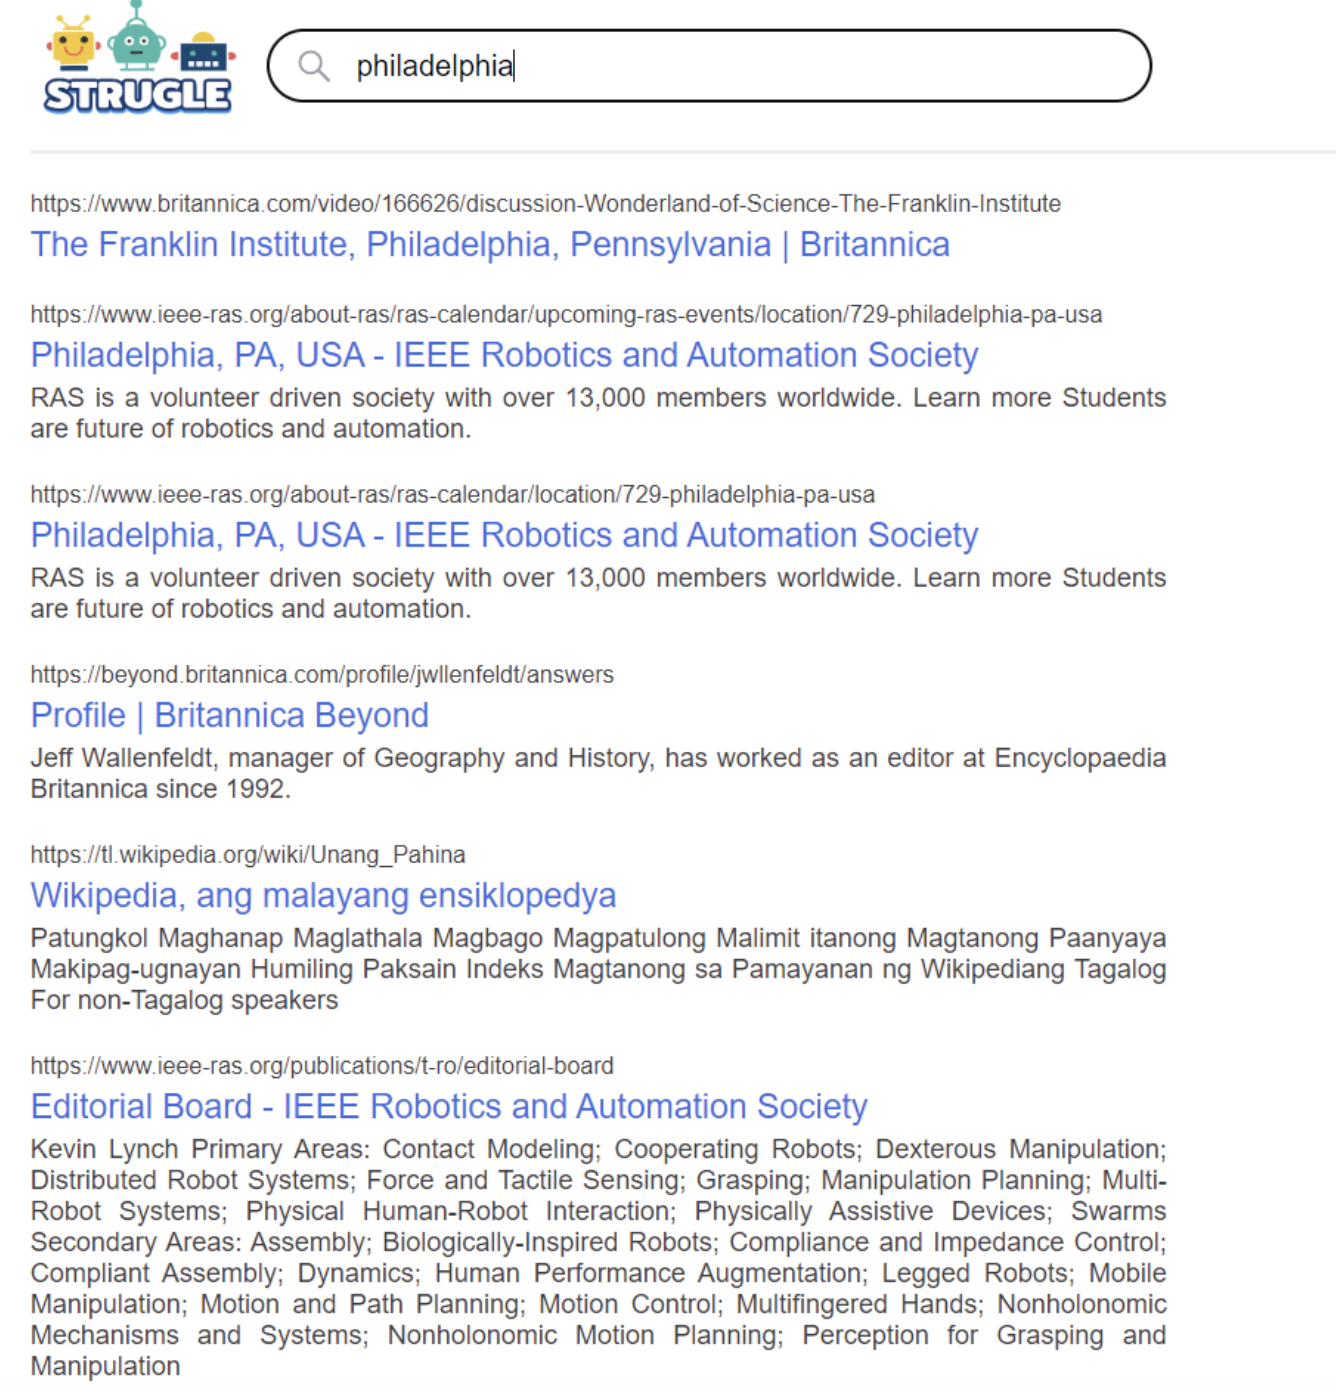 STRUGLE
philadelphia
https://www.britannica.com/video/166626/discussion-Wonderland-of-Science-The-Franklin-Institute
The Franklin Institute, Philadelphia, Pennsylvania | Britannica
https://www.ieee-ras.org/about-ras/ras-calendar/upcoming-ras-events/location/729-philadelphia-pa-usa
Philadelphia, PA, USA - IEEE Robotics and Automation Society
RAS is a volunteer driven society with over 13,000 members worldwide. Learn more Students
are future of robotics and automation.
https://www.ieee-ras.org/about-ras/ras-calendar/location/729-philadelphia-pa-usa
Philadelphia, PA, USA - IEEE Robotics and Automation Society
RAS is a volunteer driven society with over 13,000 members worldwide. Learn more Students
are future of robotics and automation.
https://beyond.britannica.com/profile/jwllenfeldt/answers
Profile | Britannica Beyond
Jeff Wallenfeldt, manager of Geography and History, has worked as an editor at Encyclopaedia
Britannica since 1992.
https://tl.wikipedia.org/wiki/Unang_Pahina
Wikipedia, ang malayang ensiklopedya
Patungkol Maghanap Maglathala Magbago Magpatulong Malimit itanong Magtanong Paanyaya
Makipag-ugnayan Humiling Paksain Indeks Magtanong sa Pamayanan ng Wikipediang Tagalog
For non-Tagalog speakers
https://www.ieee-ras.org/publications/t-ro/editorial-board
Editorial Board - IEEE Robotics and Automation Society
Kevin Lynch Primary Areas: Contact Modeling; Cooperating Robots; Dexterous Manipulation;
Distributed Robot Systems; Force and Tactile Sensing; Grasping; Manipulation Planning; Multi-
Robot Systems; Physical Human-Robot Interaction; Physically Assistive Devices; Swarms
Secondary Areas: Assembly; Biologically-Inspired Robots; Compliance and Impedance Control;
Compliant Assembly; Dynamics; Human Performance Augmentation; Legged Robots; Mobile
Manipulation; Motion and Path Planning; Motion Control; Multifingered Hands; Nonholonomic
Mechanisms and Systems; Nonholonomic Motion Planning; Perception for Grasping and
Manipulation